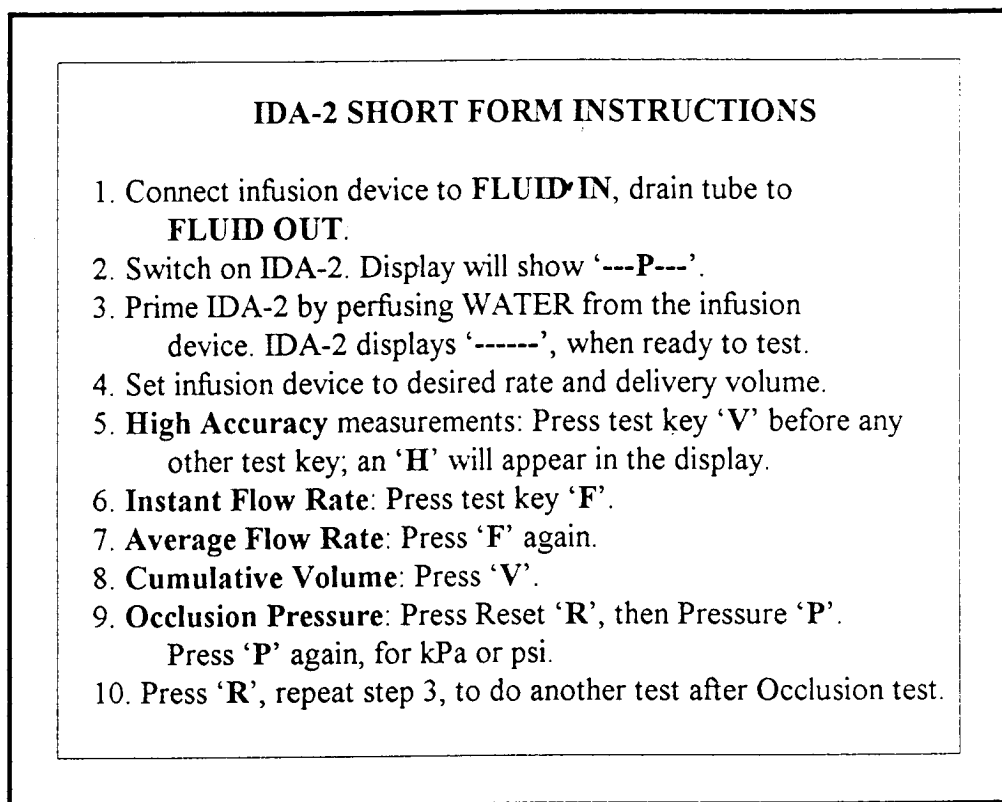 IDA-2 SHORT FORM INSTRUCTIONS
1. Connect infusion device to FLUID IN, drain tube to
FLUID OUT.
2. Switch on IDA-2. Display will show ‘---P---’.
3. Prime IDA-2 by perfusing WATER from the infusion
device. IDA-2 displays ‘------’, when ready to test.
4. Set infusion device to desired rate and delivery volume.
5. High Accuracy measurements: Press test key ‘V’ before any
other test key; an ‘H’ will appear in the display.
6. Instant Flow Rate: Press test key ‘F’.
7. Average Flow Rate: Press ‘F’ again.
8. Cumulative Volume: Press ‘V’.
9. Occlusion Pressure: Press Reset ‘R’, then Pressure ‘P’.
Press ‘P’ again, for kPa or psi.
10. Press ‘R’, repeat step 3, to do another test after Occlusion test.